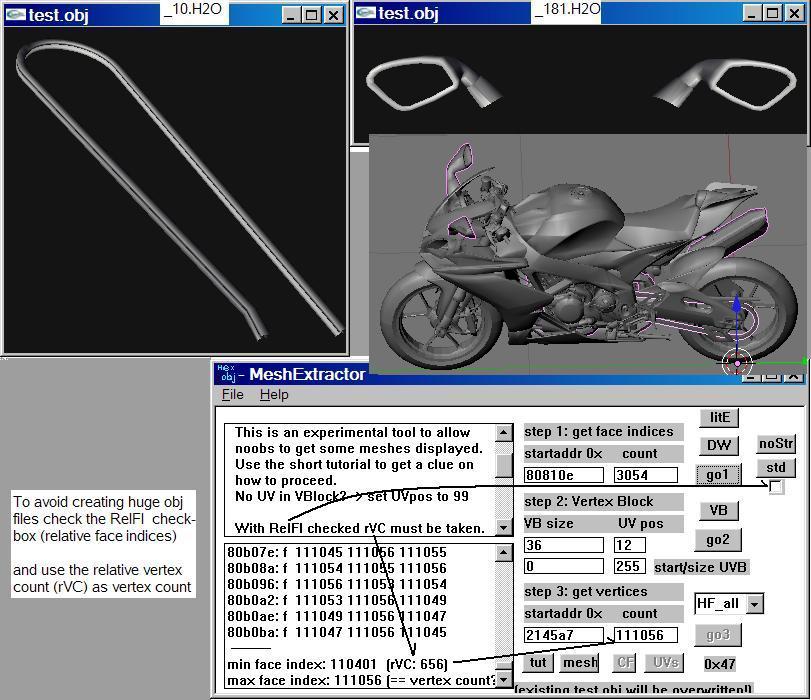 test.obj
_10.H2O
test.obj
_181.H2O
Hex
obj- MeshExtractor
File Help
This is an experimental tool to allow
noobs to get some meshes displayed.
Use the short tutorial to get a clue on
how to proceed.
No UV in VBlock? -> set UVpos to 99
With RelFI checked rVC must be taken.
80b07e: f 111045 111056 111055
80b08a: f 111054 111055 111056
80b096: f 111056 111053 111054
80b0a2: f 111053 111056 111049
80b0ae: f 111049 111056 111047
80b0ba: f 111047 111056 111045
min face index: 110401 (rVC: 656)
max face index: 111056 (== vertex count?
step 1: get face indices
startaddr 0x count
80810e 3054
go1
step 2: Vertex Block
VB size UV pos
36 12
0 255 start/size UVB
step 3: get vertices
startaddr 0x count
2145a7 111056
tut mesh CF UVs
(existing test obj will be overwritten!)
litE
DW
noStr
std
VB
go2
HF_all
go3
0x47
To avoid creating huge obj
files check the RelFI check-
box (relative face indices)
and use the relative vertex
count (rVC) as vertex count